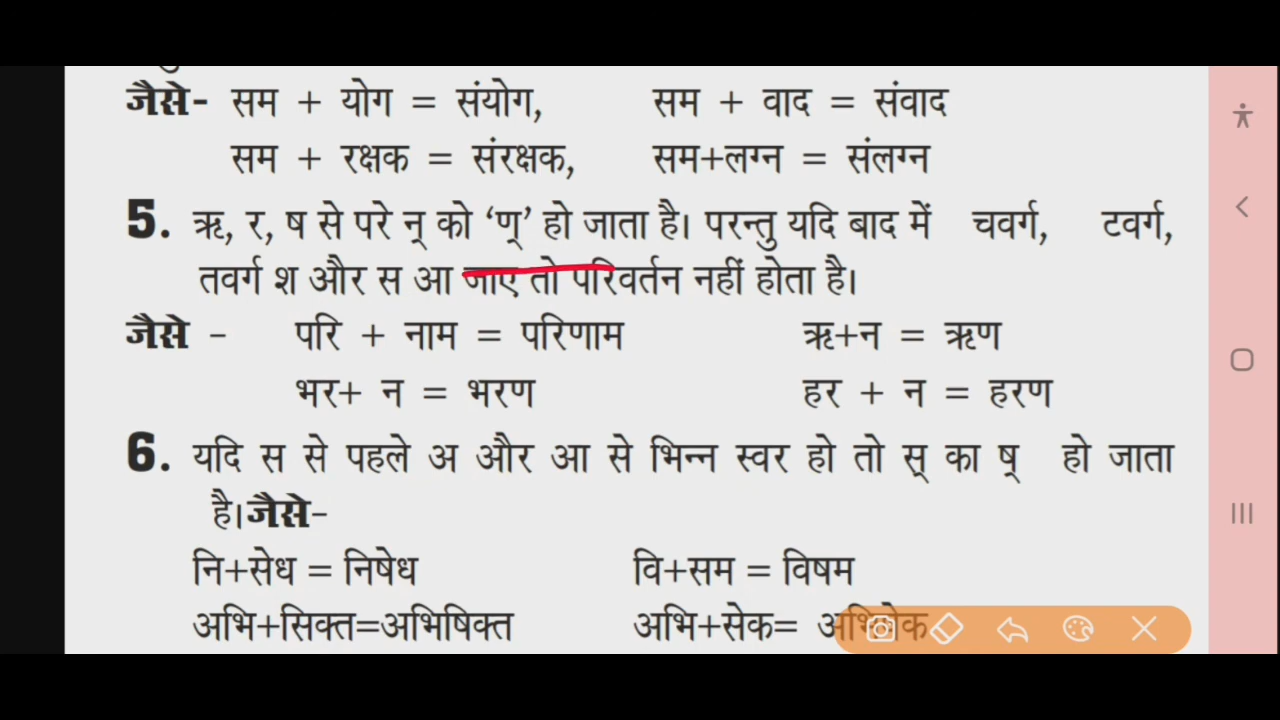 जैसे- सम + योग = संयोग, सम + वाद = संवाद
सम + रक्षक = संरक्षक, सम+लग्न = संलग्न
5. ऋ, र, ष से परे न् को ‘ण्’ हो जाता है। परन्तु यदि बाद में चवर्ग, टवर्ग,
तवर्ग श और स आ जाए तो परिवर्तन नहीं होता है।
जैसे - परि + नाम = परिणाम ऋ+न = ऋण
भर+ न = भरण हर + न = हरण
6. यदि स से पहले अ और आ से भिन्न स्वर हो तो स् का ष् हो जाता
है।जैसे-
नि+सेध = निषेध वि+सम = विषम
अभि+सिक्त=अभिषिक्त अभि+सेक= अभिषेक